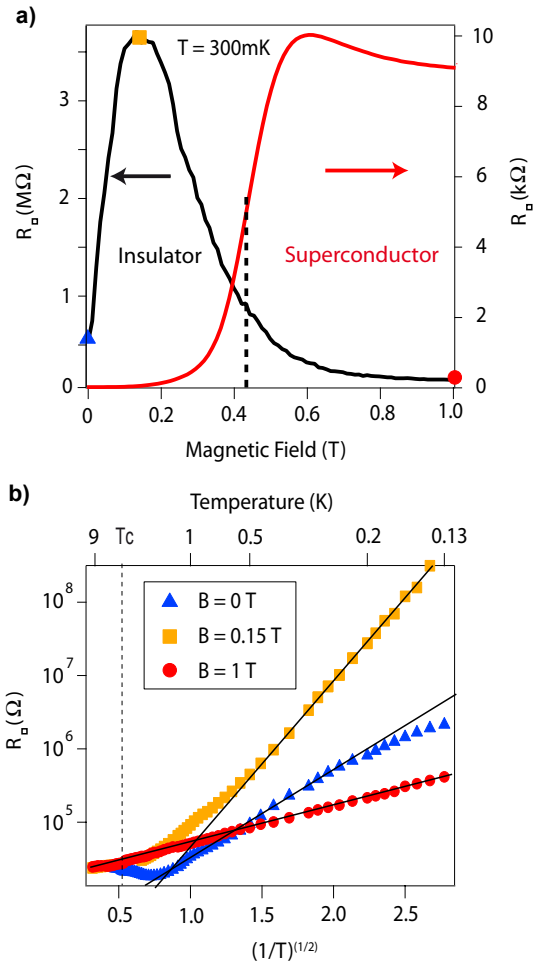 a)
T = 300mK
3
2
1
0
R□(MΩ)
10
8
6
4
2
0
R□(kΩ)
Insulator
Superconductor
0
0.2
0.4
0.6
0.8
1.0
Magnetic Field (T)
b)
Temperature (K)
9
Tc
1
0.5
0.2
0.13
B = 0 T
B = 0.15 T
B = 1 T
10^8
10^7
10^6
10^5
R□(Ω)
0.5
1.0
1.5
2.0
2.5
(1/T)^(1/2)